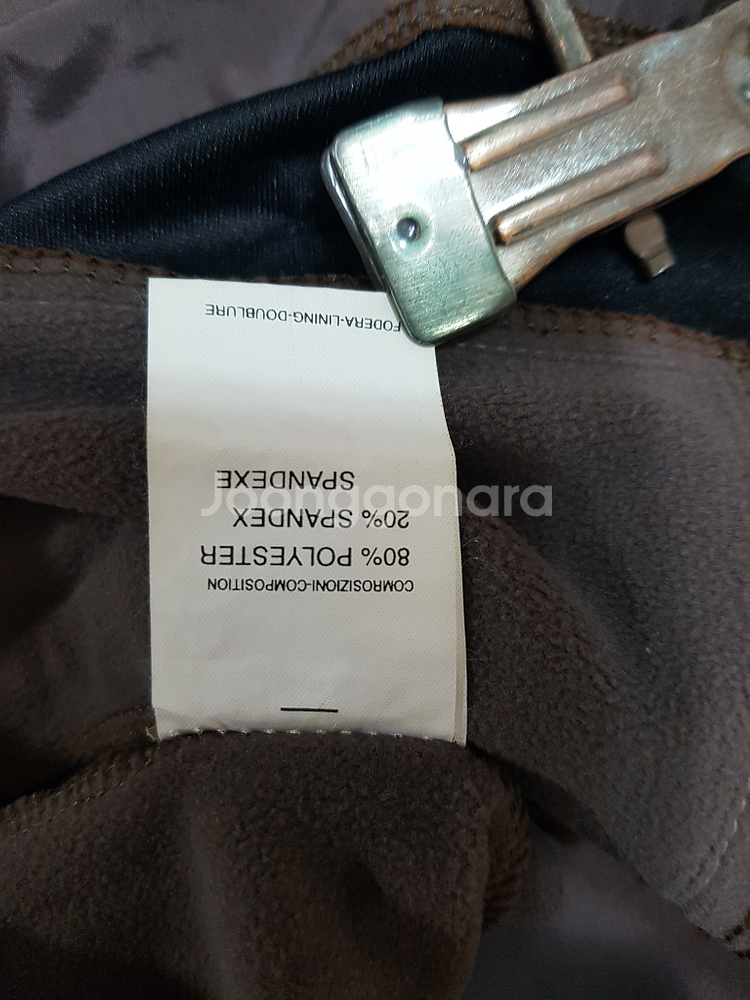 COMROSIZIONI-COMPOSITION
80% POLYESTER
20% SPANDEX
SPANDEXE
FODERA-LINING-DOUBLURE
Joonggonara